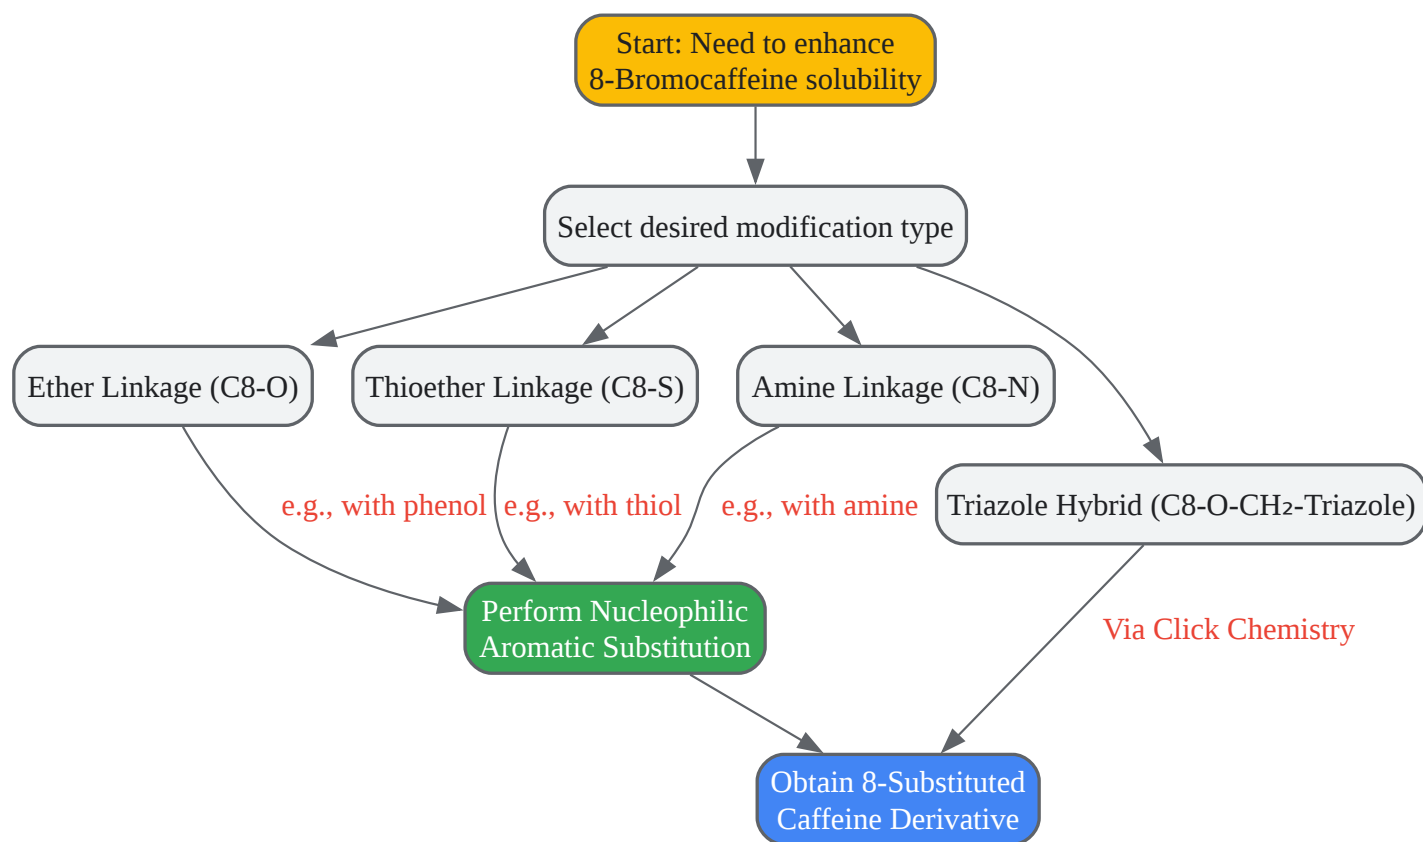 Start: Need to enhance
8-Bromocaffeine solubility
Select desired modification type
Ether Linkage (C8-O)
Thioether Linkage (C8-S)
Amine Linkage (C8-N)
e.g., with phenol
e.g., with thiol
e.g., with amine
Triazole Hybrid (C8-O-CH₂-Triazole)
Perform Nucleophilic
Aromatic Substitution
Via Click Chemistry
Obtain 8-Substituted
Caffeine Derivative